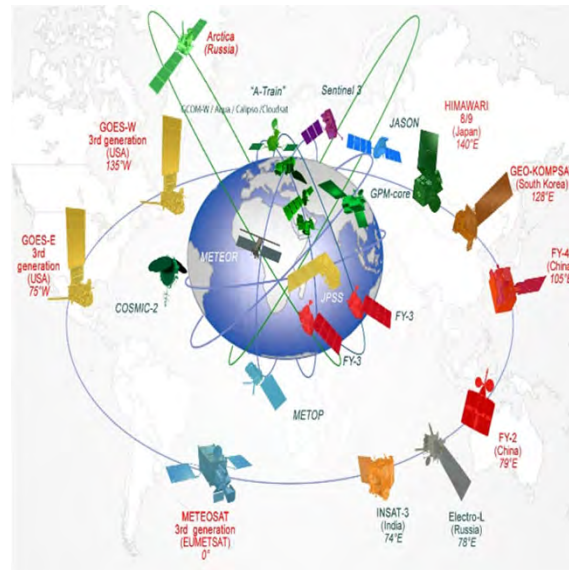 Arctica
(Russia)
"A-Train"
GCOM-W / Aqua / Calipso /Cloudsat
Sentinel 3
JASON
HIMAWARI
8/9
(Japan)
140°E
GOES-W
3rd generation
(USA)
135°W
GPM-core
GEO-KOMPSAT
(South Korea)
128°E
GOES-E
3rd
generation
(USA)
75°W
METEOR
FY-4
(China)
105°E
COSMIC-2
JPSS
FY-3
FY-3
METOP
FY-2
(China)
79°E
METEOSAT
3rd generation
(EUMETSAT)
0°
INSAT-3
(India)
74°E
Electro-L
(Russia)
78°E